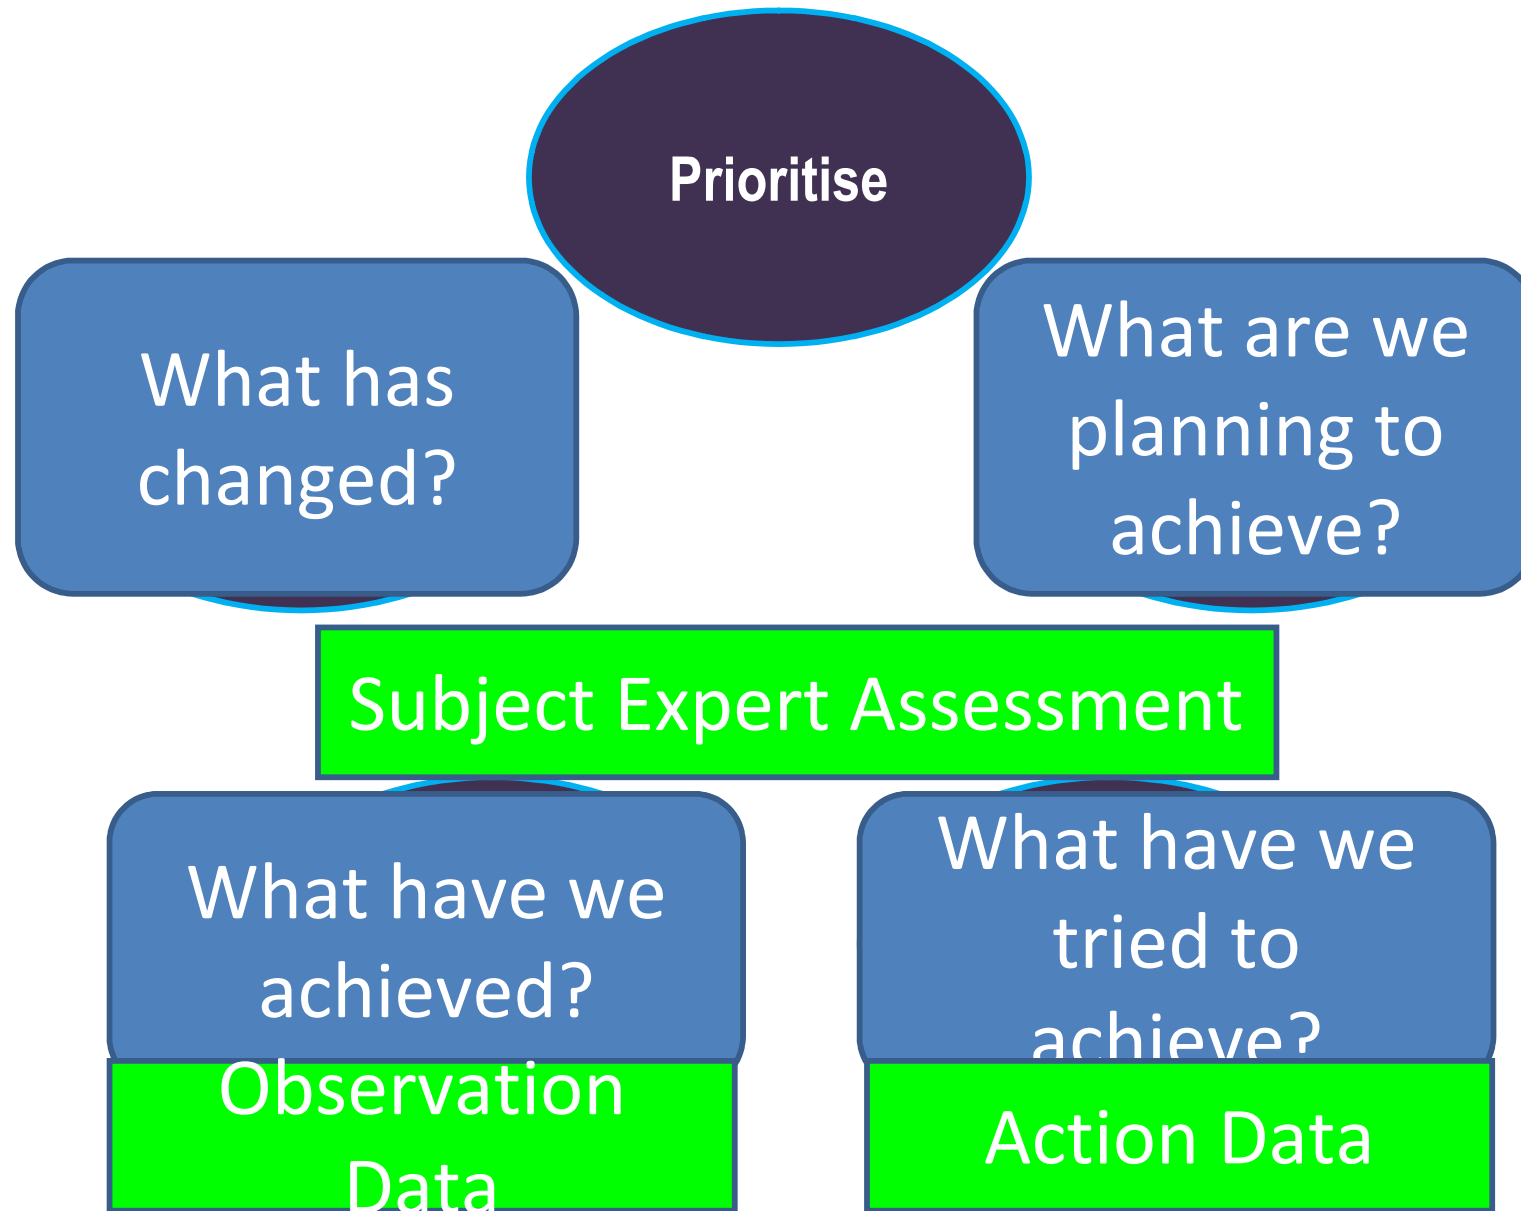 Prioritise
What has
changed?
What are we
planning to
achieve?
Subject Expert Assessment
What have we
achieved?
What have we
tried to
achieve?
Observation
Data
Action Data